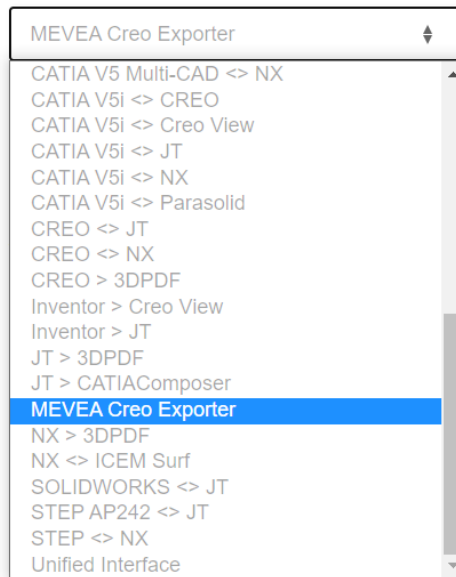 MEVEA Creo Exporter
CATIA V5 Multi-CAD <> NX
CATIA V5i <> CREO
CATIA V5i <> Creo View
CATIA V5i <> JT
CATIA V5i <> NX
CATIA V5i <> Parasolid
CREO <> JT
CREO <> NX
CREO > 3DPDF
Inventor > Creo View
Inventor > JT
JT > 3DPDF
JT > CATIAComposer
MEVEA Creo Exporter
NX > 3DPDF
NX <> ICEM Surf
SOLIDWORKS <> JT
STEP AP242 <> JT
STEP <> NX
Unified Interface